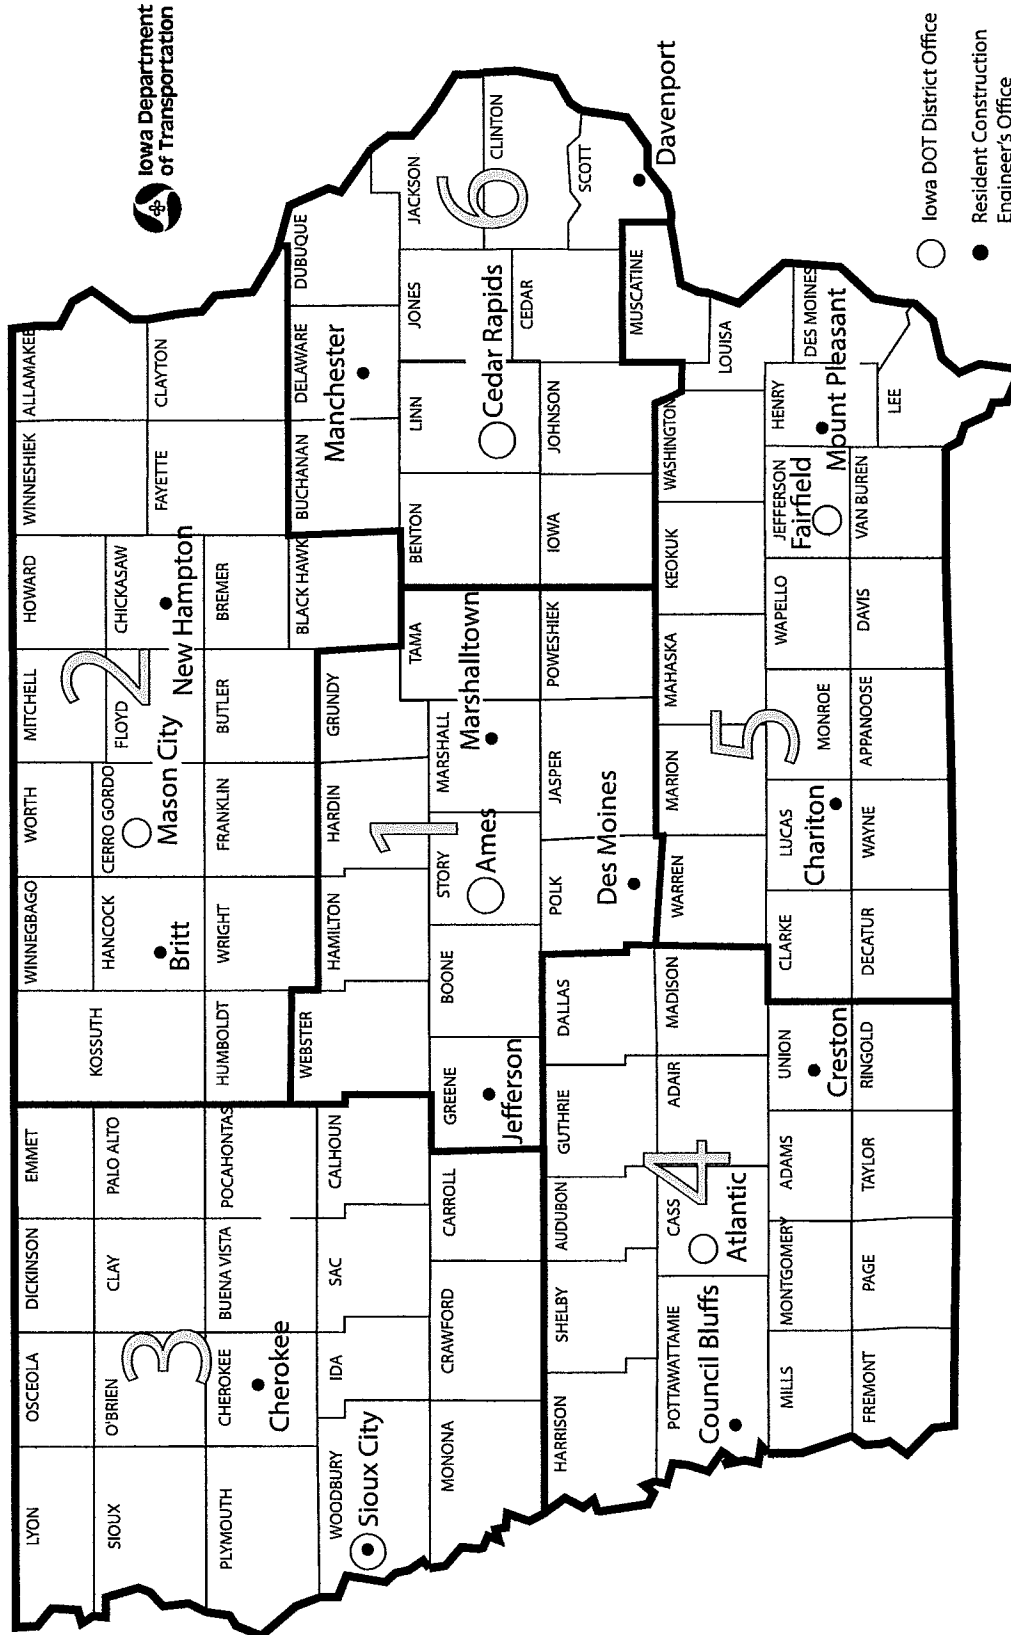 Iowa Department
of Transportation
LYON
OSCEOLA
DICKINSON
EMMET
KOSSUTH
WINNEGBAGO
WORTH
MITCHELL
HOWARD
WINNESHIEK
ALLAMAKEE
SIOUX
O'BRIEN
CLAY
PALO ALTO
HANCOCK
CERRO GORDO
FLOYD
CHICKASAW
FAYETTE
CLAYTON
3
2
Britt
Mason City
New Hampton
PLYMOUTH
CHEROKEE
BUENA VISTA
POCAHONTAS
HUMBOLDT
WRIGHT
FRANKLIN
BUTLER
BREMER
Cherokee
WOODBURY
IDA
SAC
CALHOUN
WEBSTER
HAMILTON
HARDIN
GRUNDY
BLACK HAWK
BUCHANAN
DELAWARE
DUBUQUE
Manchester
Sioux City
1
MONONA
CRAWFORD
CARROLL
GREENE
BOONE
STORY
MARSHALL
TAMA
BENTON
LINN
JONES
JACKSON
6
CLINTON
Jefferson
Ames
Marshalltown
Cedar Rapids
CEDAR
HARRISON
SHELBY
AUDUBON
GUTHRIE
DALLAS
POLK
JASPER
POWESHIEK
IOWA
JOHNSON
SCOTT
Des Moines
MUSCATINE
Davenport
POTTAWATTAMIE
CASS
ADAIR
MADISON
WARREN
MARION
MAHASKA
KEOKUK
WASHINGTON
LOUISA
Council Bluffs
Atlantic
4
5
MILLS
MONTGOMERY
ADAMS
UNION
CLARKE
LUCAS
MONROE
WAPELLO
JEFFERSON
HENRY
DES MOINES
Creston
Chariton
Fairfield
Mount Pleasant
FREMONT
PAGE
TAYLOR
RINGOLD
DECATUR
WAYNE
APPANOOSE
DAVIS
VAN BUREN
LEE
Iowa DOT District Office
Resident Construction
Engineer's Office